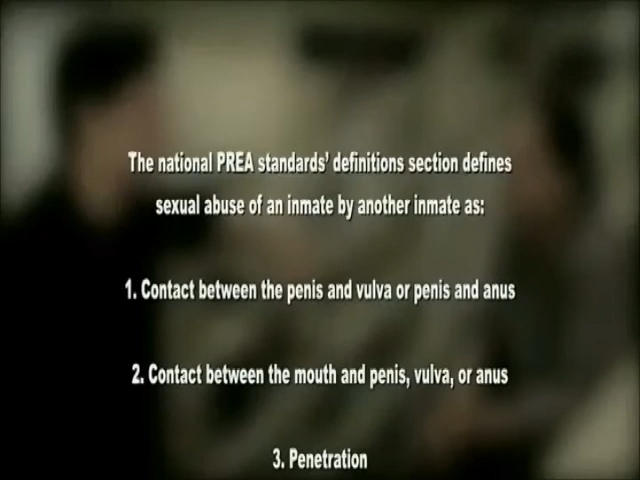 The national PREA standards' definitions section defines
sexual abuse of an inmate by another inmate as:
1. Contact between the penis and vulva or penis and anus
2. Contact between the mouth and penis, vulva, or anus
3. Penetration